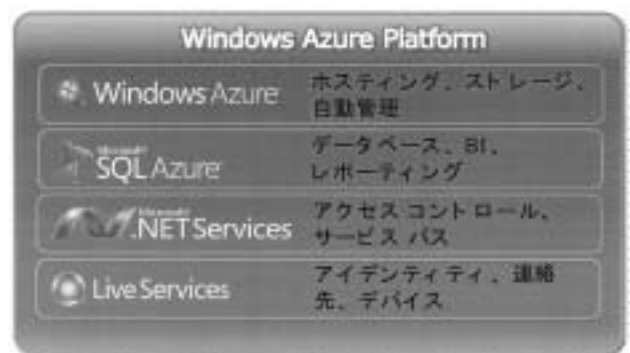 Windows Azure Platform
Windows Azure
ホスティング、ストレージ、
自動管理
Microsoft
SQL Azure
データベース、BI、
レポーティング
Microsoft
.NET Services
アクセス コントロール、
サービス バス
Live Services
アイデンティティ、連絡
先、デバイス